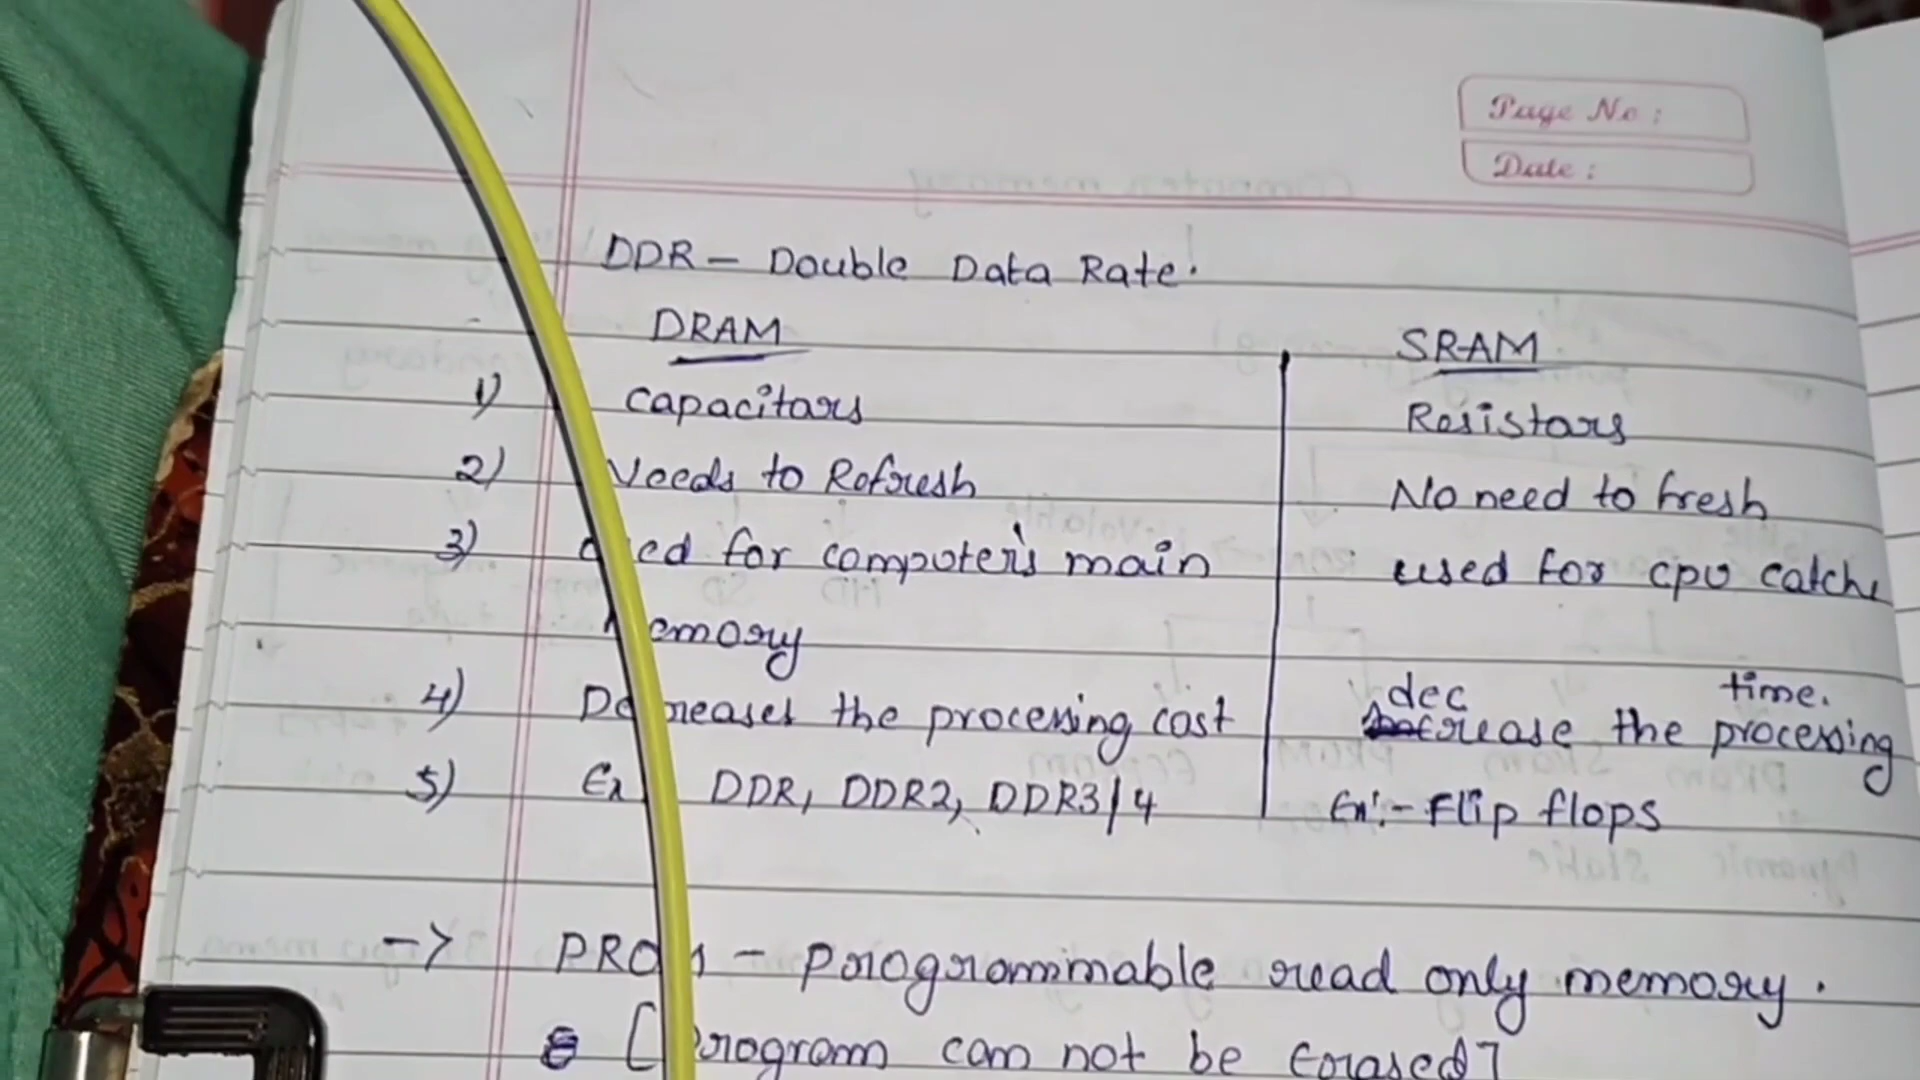 Page No :
Date :
DDR - Double Data Rate.
DRAM SRAM
1) capacitors Resistors
2) Needs to Refresh No need to fresh
3) used for computer's main used for cpu catche
memory
dec time.
4) Decreases the processing cost crease the processing
5) Ex DDR, DDR2, DDR3/4 Ex:- Flip flops
-> PROM - programmable read only memory.
[program can not be Erased]